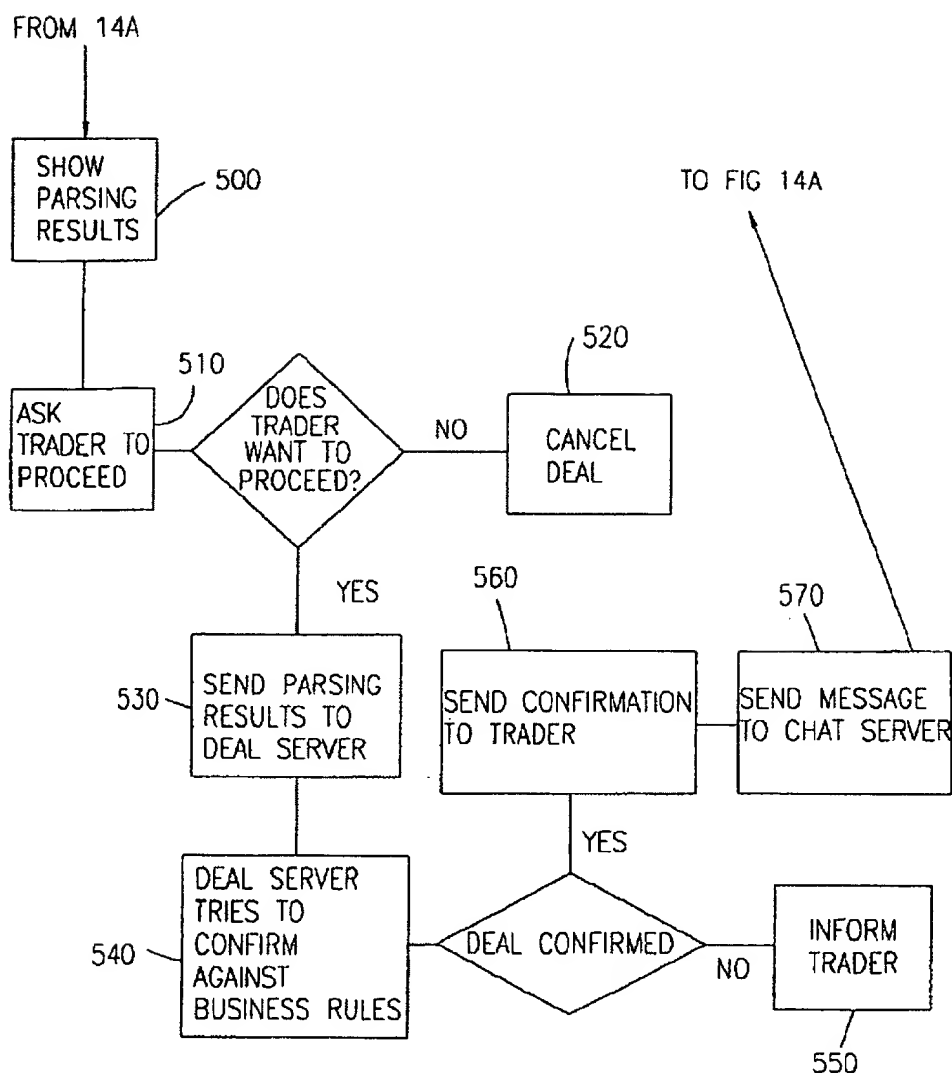 FROM 14A
SHOW
PARSING
RESULTS
500
TO FIG 14A
510
ASK
TRADER TO
PROCEED
DOES
TRADER
WANT TO
PROCEED?
NO
520
CANCEL
DEAL
YES
530
SEND PARSING
RESULTS TO
DEAL SERVER
560
SEND CONFIRMATION
TO TRADER
570
SEND MESSAGE
TO CHAT SERVER
540
DEAL SERVER
TRIES TO
CONFIRM
AGAINST
BUSINESS RULES
YES
DEAL CONFIRMED
NO
INFORM
TRADER
550